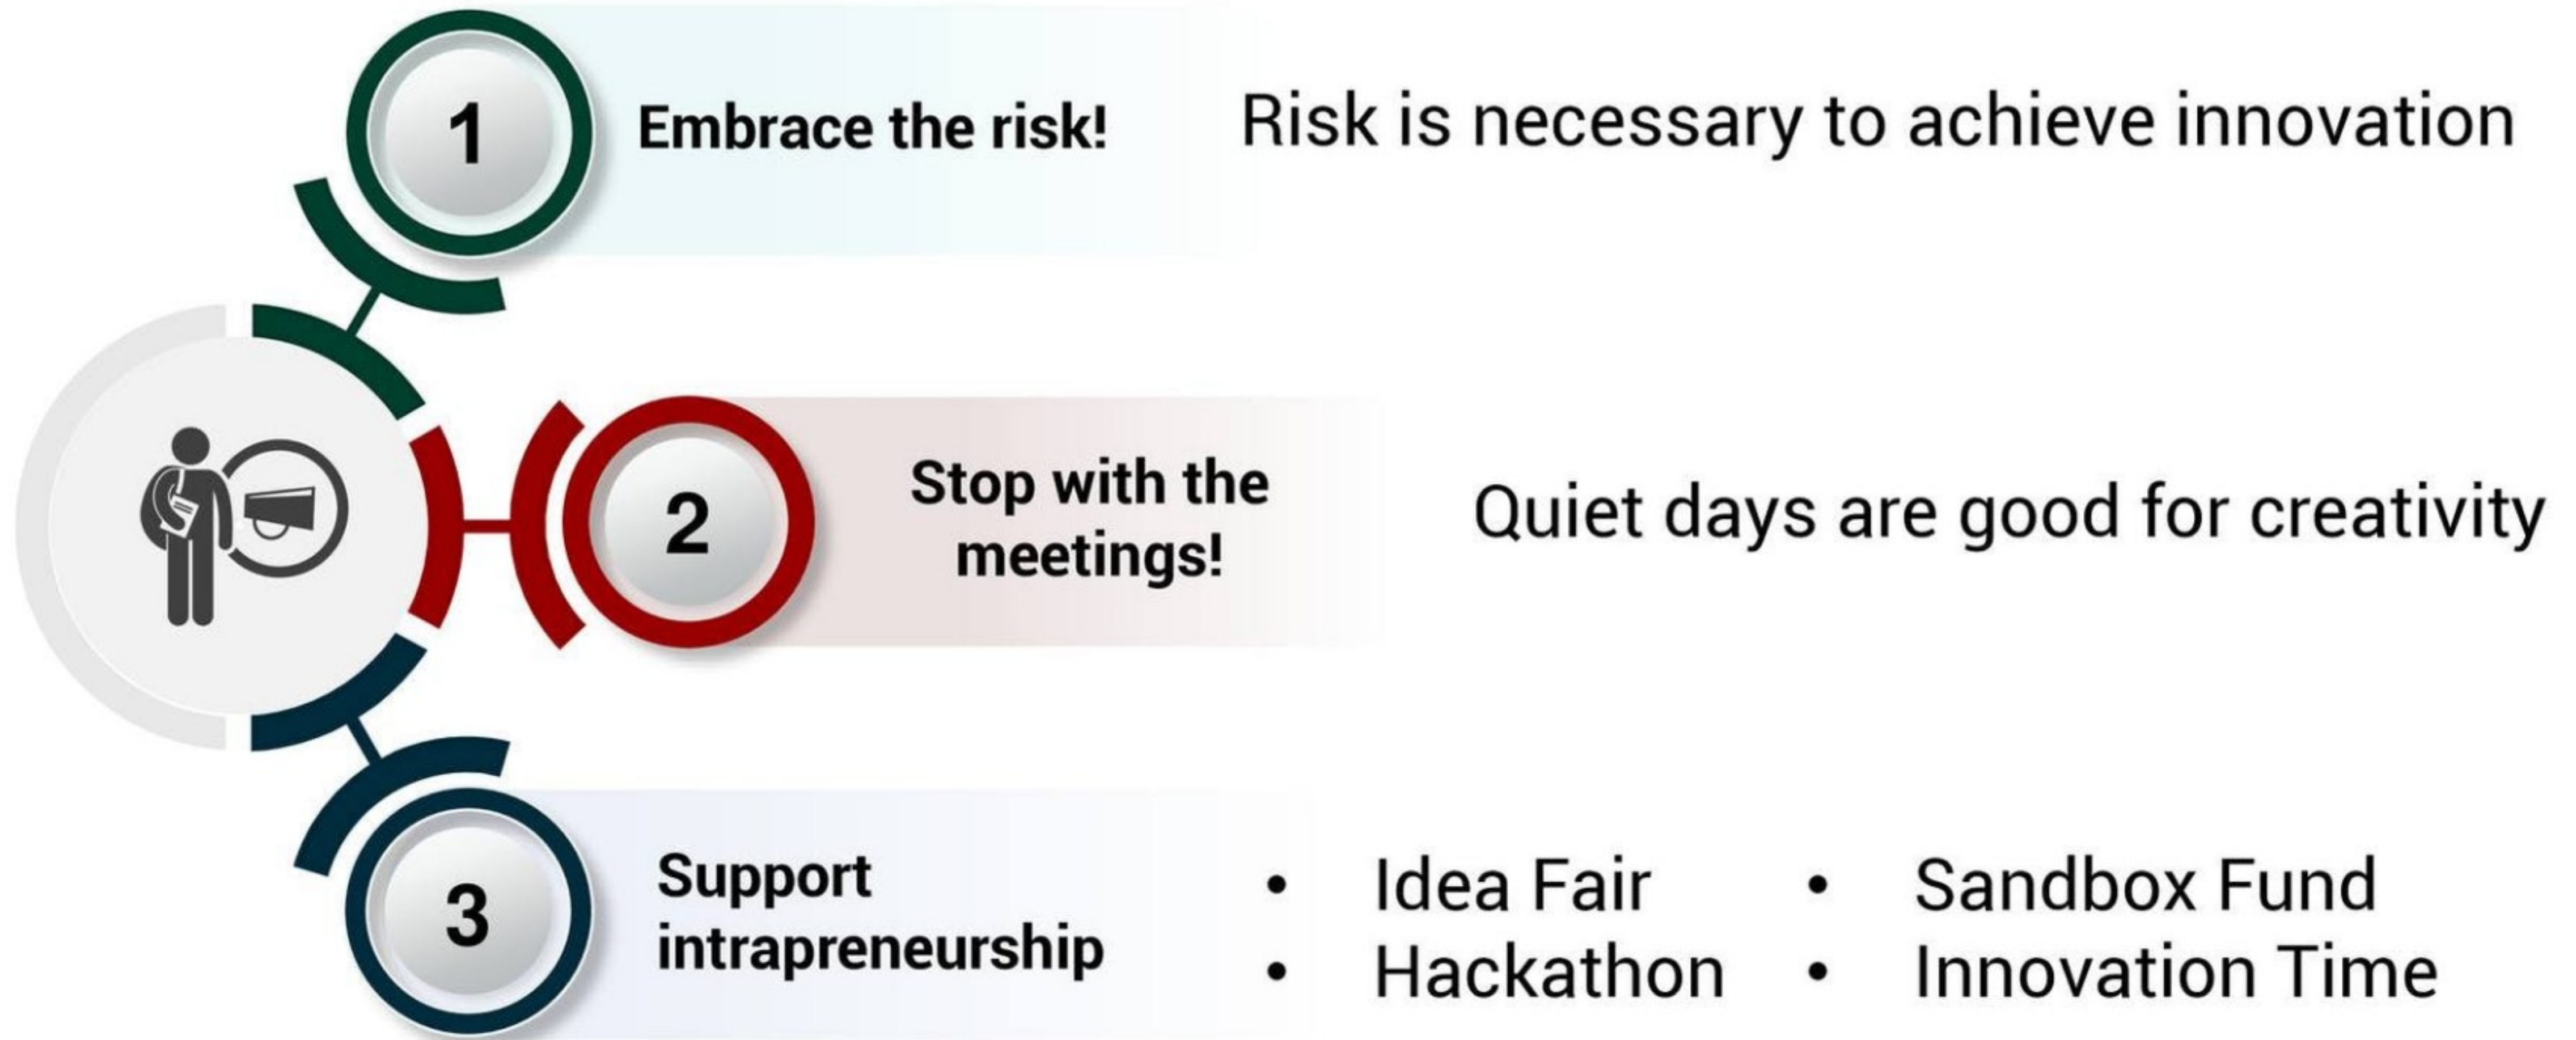 1
Embrace the risk!
Risk is necessary to achieve innovation
2
Stop with the
meetings!
Quiet days are good for creativity
3
Support
intrapreneurship
• Idea Fair
• Hackathon
• Sandbox Fund
• Innovation Time